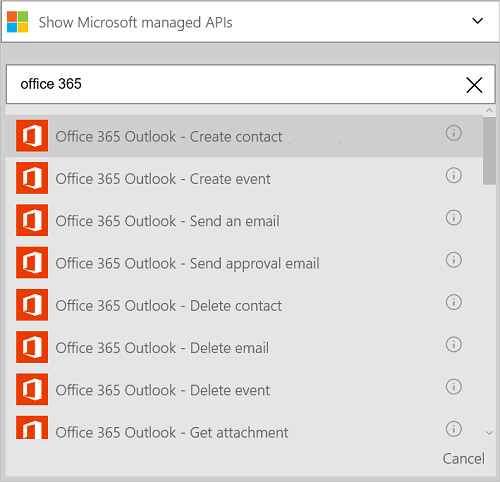 Show Microsoft managed APIs
office 365
Office 365 Outlook - Create contact
Office 365 Outlook - Create event
Office 365 Outlook - Send an email
Office 365 Outlook - Send approval email
Office 365 Outlook - Delete contact
Office 365 Outlook - Delete email
Office 365 Outlook - Delete event
Office 365 Outlook - Get attachment
Cancel